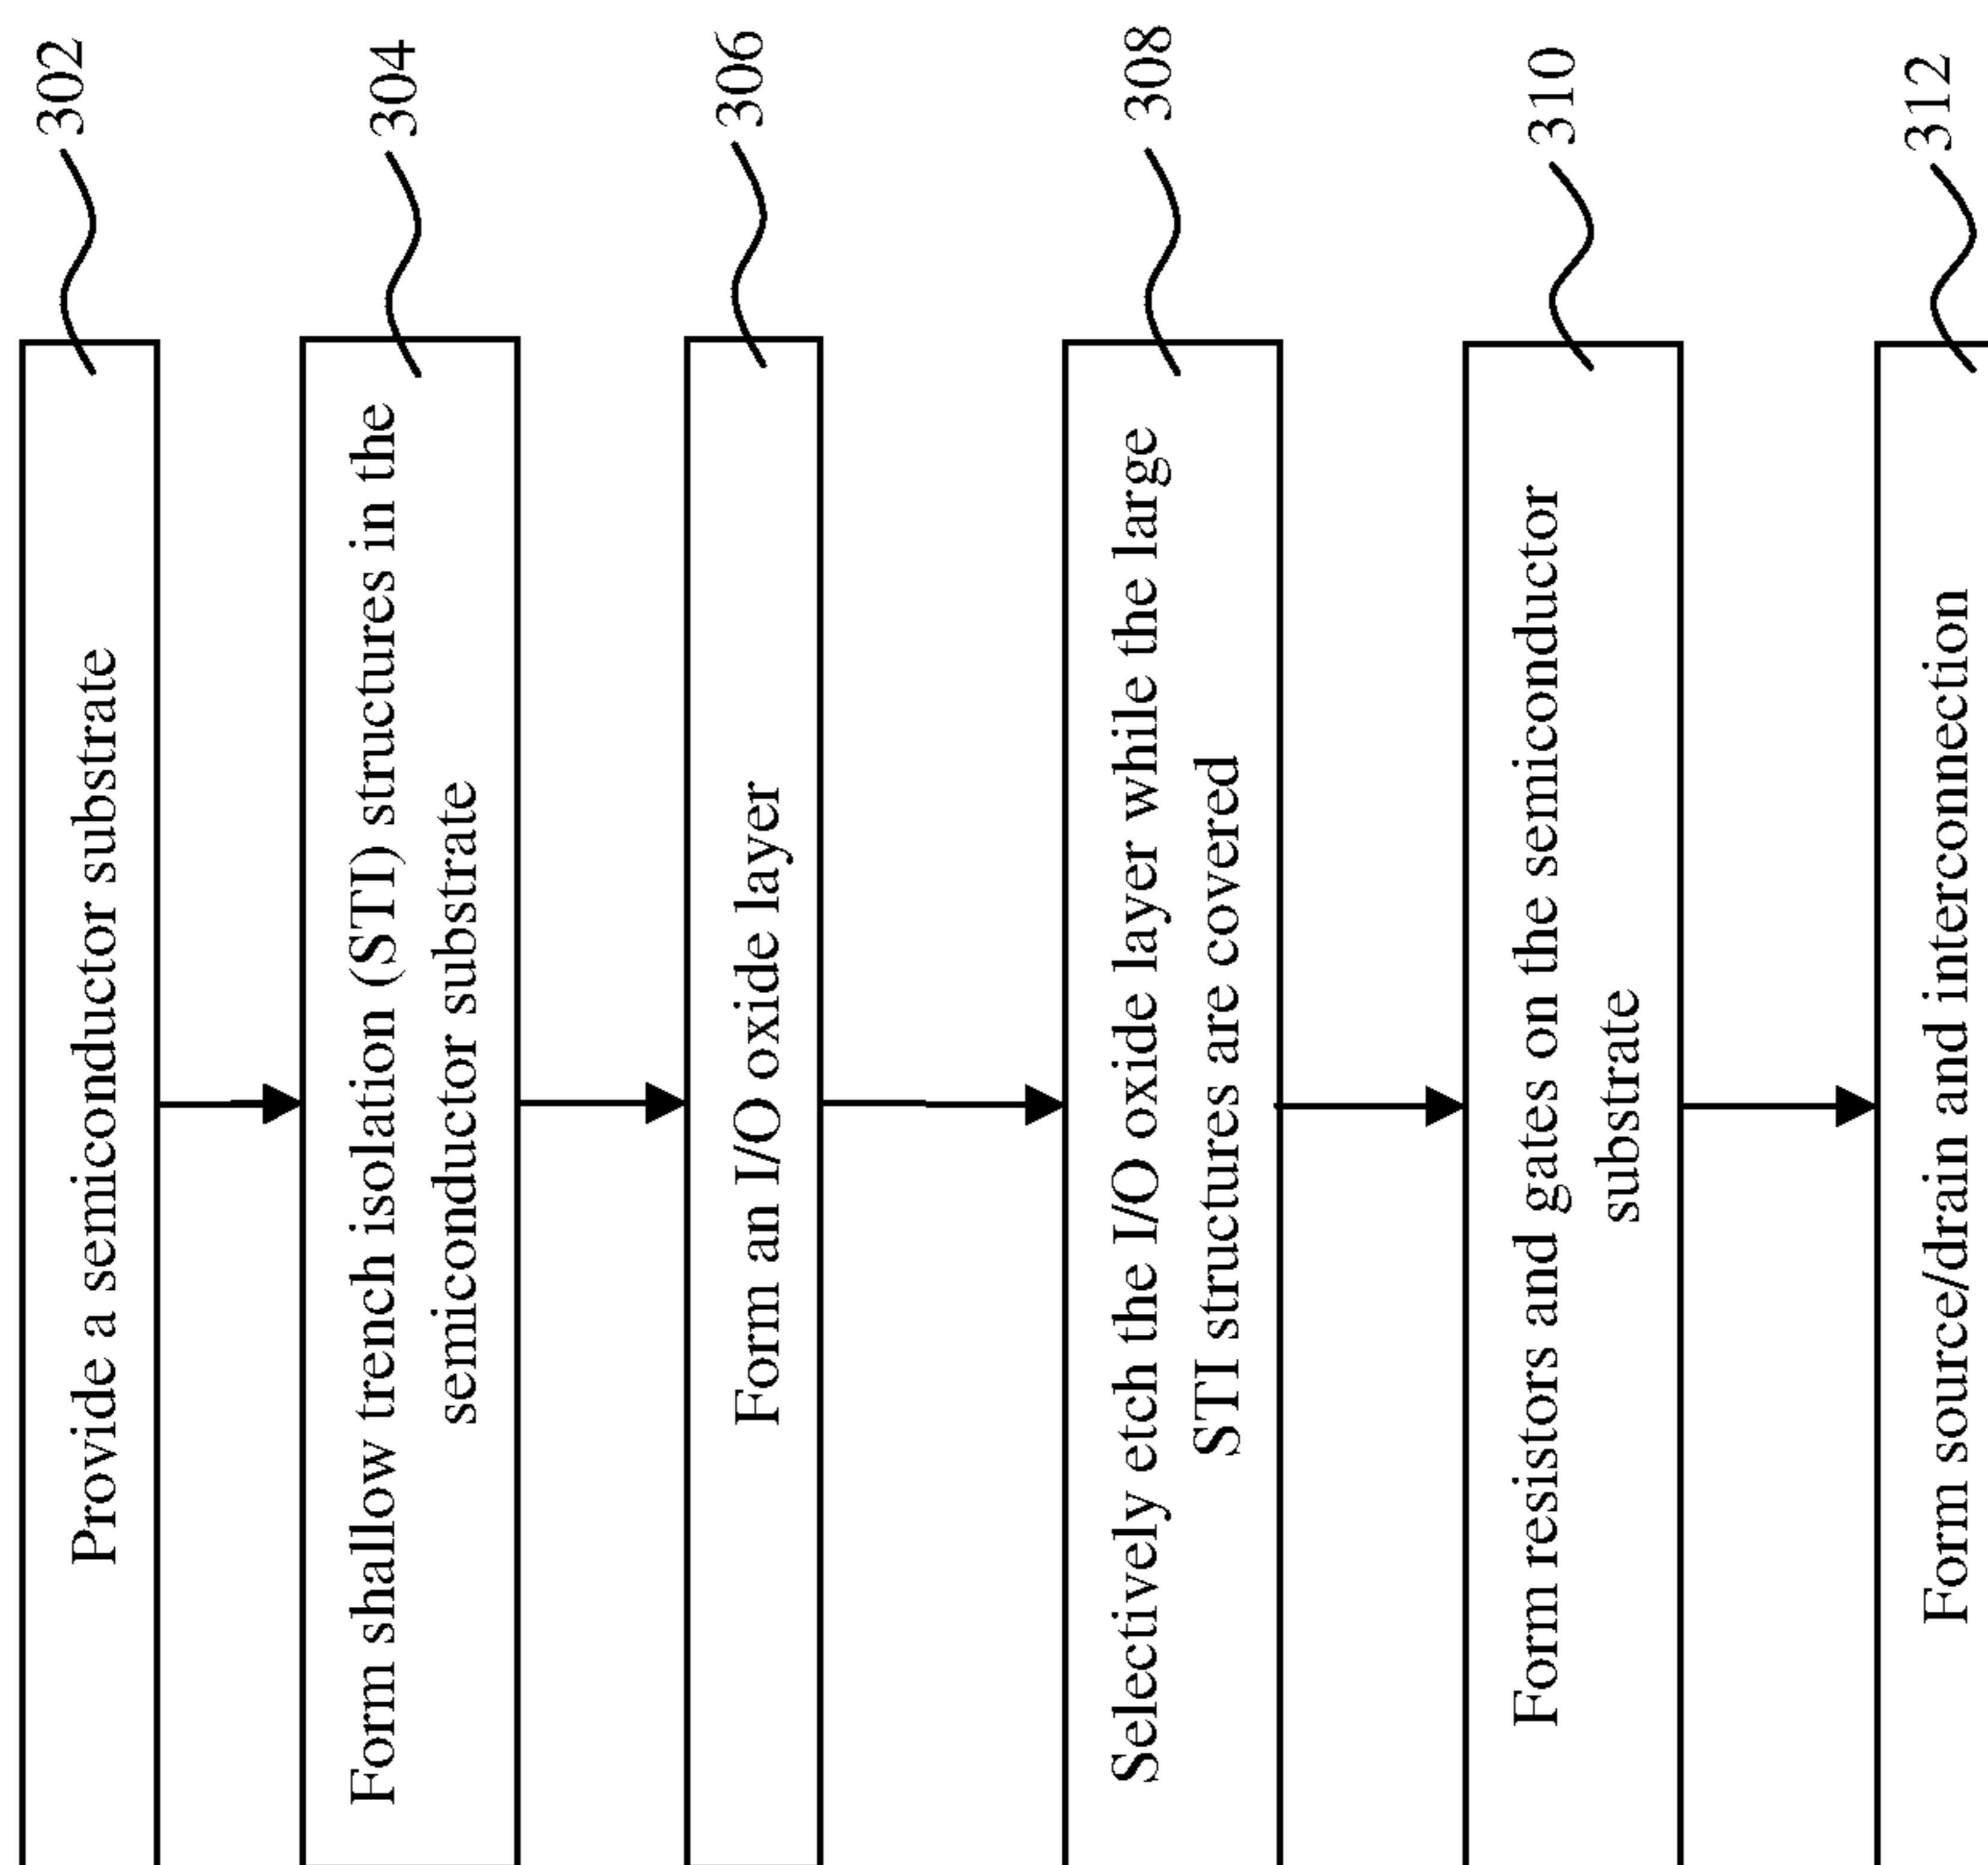 302
Provide a semiconductor substrate
304
Form shallow trench isolation (STI) structures in the
semiconductor substrate
306
Form an I/O oxide layer
308
Selectively etch the I/O oxide layer while the large
STI structures are covered
310
Form resistors and gates on the semiconductor
substrate
312
Form source/drain and interconnection